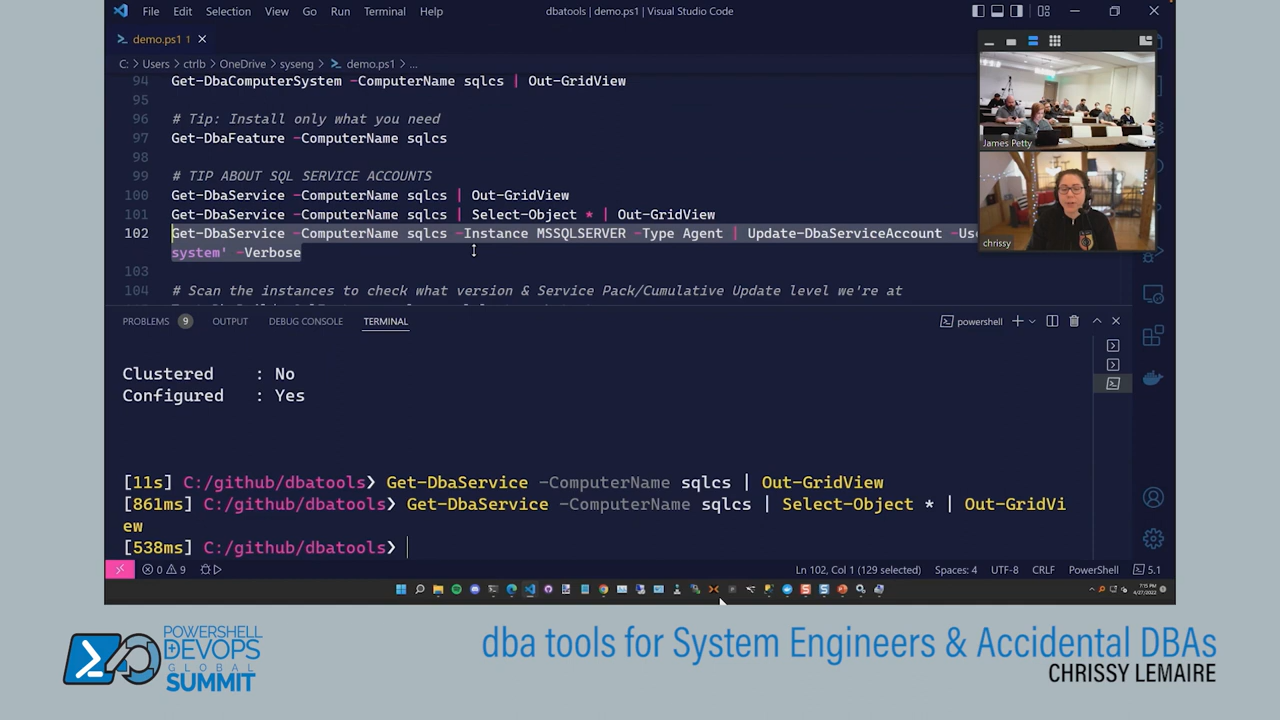 File Edit Selection View Go Run Terminal Help
dbatools | demo.ps1 | Visual Studio Code
demo.ps1 1
C: > Users > ctrlb > OneDrive > syseng > demo.ps1 > ...
94 Get-DbaComputerSystem -ComputerName sqlcs | Out-GridView
95
96 # Tip: Install only what you need
97 Get-DbaFeature -ComputerName sqlcs
98
99 # TIP ABOUT SQL SERVICE ACCOUNTS
100 Get-DbaService -ComputerName sqlcs | Out-GridView
101 Get-DbaService -ComputerName sqlcs | Select-Object * | Out-GridView
102 Get-DbaService -ComputerName sqlcs -Instance MSSQLSERVER -Type Agent | Update-DbaServiceAccount -Us
system' -Verbose
103
104 # Scan the instances to check what version & Service Pack/Cumulative Update level we're at
James Petty
chrissy
PROBLEMS 9 OUTPUT DEBUG CONSOLE TERMINAL
powershell
Clustered : No
Configured : Yes
[11s] C:/github/dbatools❯ Get-DbaService -ComputerName sqlcs | Out-GridView
[861ms] C:/github/dbatools❯ Get-DbaService -ComputerName sqlcs | Select-Object * | Out-GridVi
ew
[538ms] C:/github/dbatools❯
0 9 Ln 102, Col 1 (129 selected) Spaces: 4 UTF-8 CRLF PowerShell 5.1
7:15 PM
4/27/2022
POWERSHELL
DEVOPS
GLOBAL
SUMMIT
dba tools for System Engineers & Accidental DBAs
CHRISSY LEMAIRE